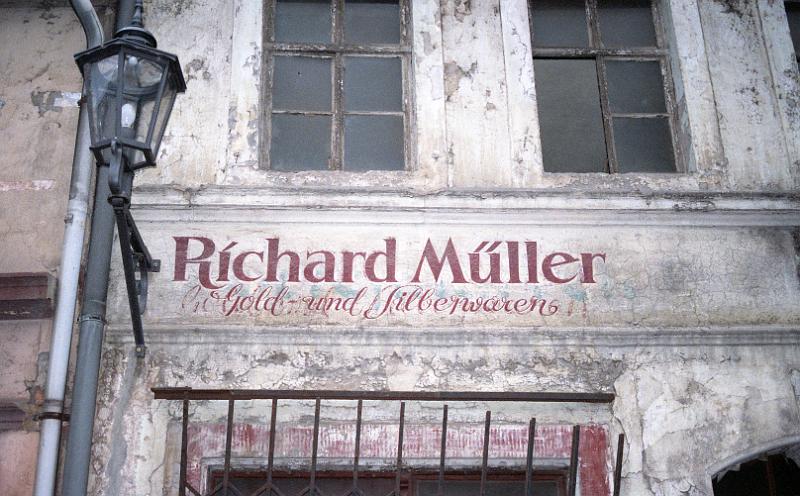 Richard Müller
Gold- und Silberwaren